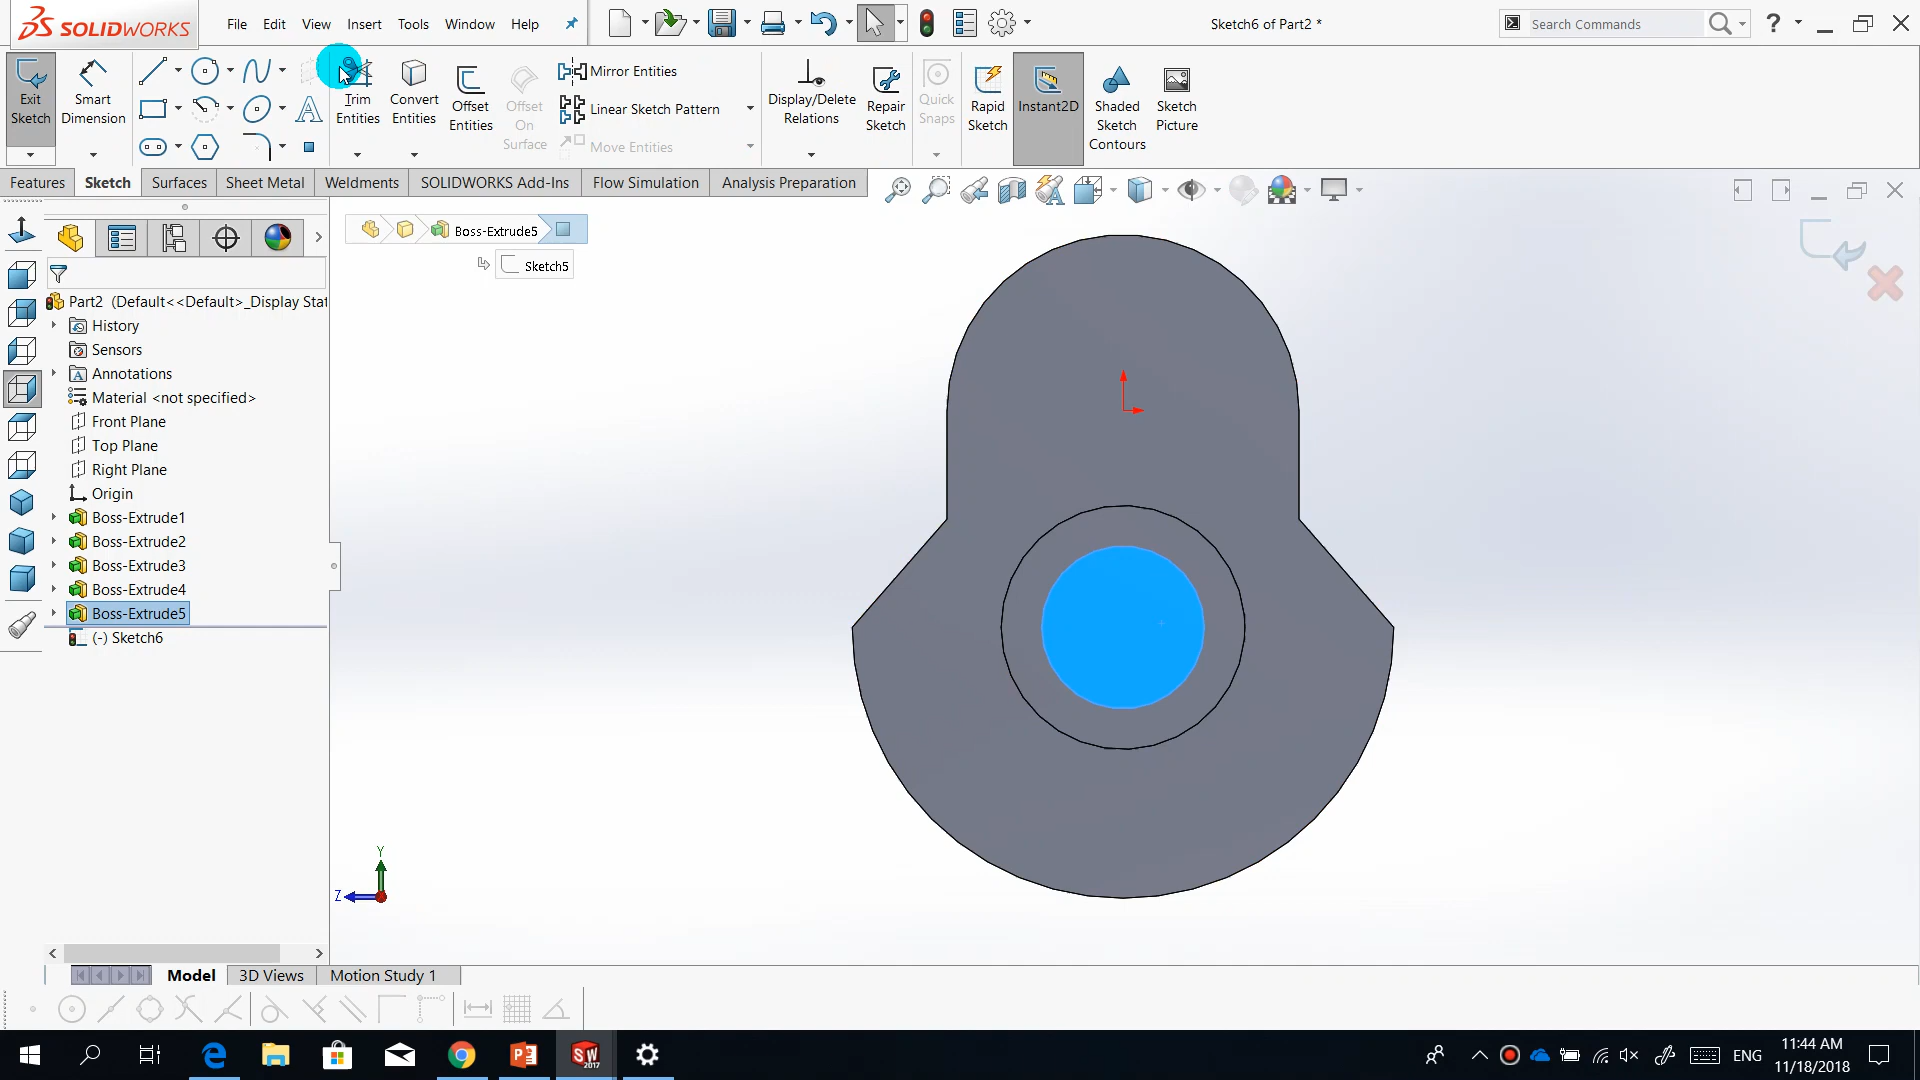 SOLIDWORKS File Edit View Insert Tools Window Help Sketch6 of Part2 * Search Commands ?
Exit Sketch Smart Dimension Trim Entities Convert Entities Offset Entities Offset On Surface Mirror Entities Linear Sketch Pattern Move Entities Display/Delete Relations Repair Sketch Quick Snaps Rapid Sketch Instant2D Shaded Sketch Contours Sketch Picture
Features Sketch Surfaces Sheet Metal Weldments SOLIDWORKS Add-Ins Flow Simulation Analysis Preparation
Boss-Extrude5
Sketch5
Part2 (Default<<Default>_Display Stat
History
Sensors
Annotations
Material <not specified>
Front Plane
Top Plane
Right Plane
Origin
Boss-Extrude1
Boss-Extrude2
Boss-Extrude3
Boss-Extrude4
Boss-Extrude5
(-) Sketch6
Y
Z
Model 3D Views Motion Study 1
SW 2017
ENG
11:44 AM
11/18/2018